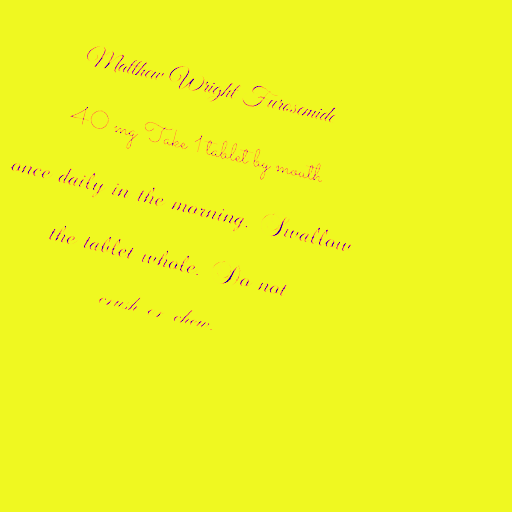 Matthew Wright Furosemide
40 mg Take 1 tablet by mouth
once daily in the morning. Swallow
the tablet whole. Do not
crush or chew.